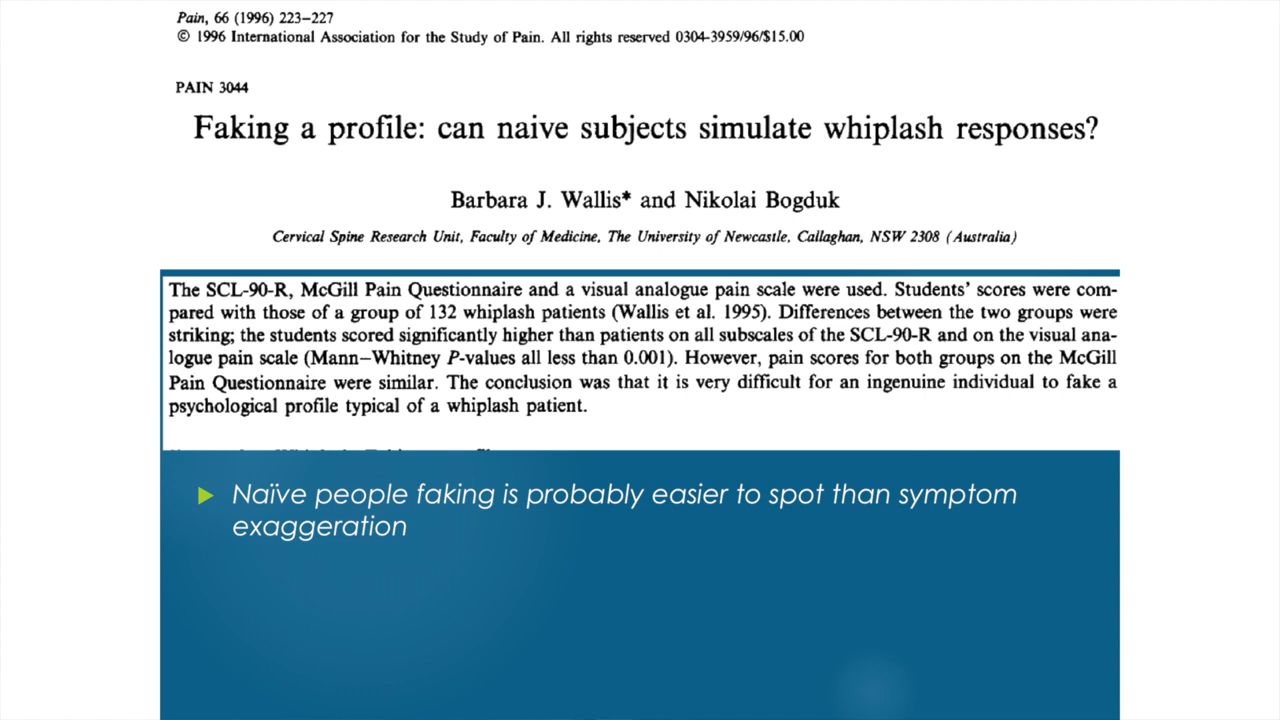 Pain, 66 (1996) 223–227
© 1996 International Association for the Study of Pain. All rights reserved 0304-3959/96/$15.00
PAIN 3044
Faking a profile: can naive subjects simulate whiplash responses?
Barbara J. Wallis* and Nikolai Bogduk
Cervical Spine Research Unit, Faculty of Medicine, The University of Newcastle, Callaghan, NSW 2308 (Australia)
The SCL-90-R, McGill Pain Questionnaire and a visual analogue pain scale were used. Students' scores were com-
pared with those of a group of 132 whiplash patients (Wallis et al. 1995). Differences between the two groups were
striking; the students scored significantly higher than patients on all subscales of the SCL-90-R and on the visual ana-
logue pain scale (Mann–Whitney P-values all less than 0.001). However, pain scores for both groups on the McGill
Pain Questionnaire were similar. The conclusion was that it is very difficult for an ingenuine individual to fake a
psychological profile typical of a whiplash patient.
Naïve people faking is probably easier to spot than symptom
exaggeration